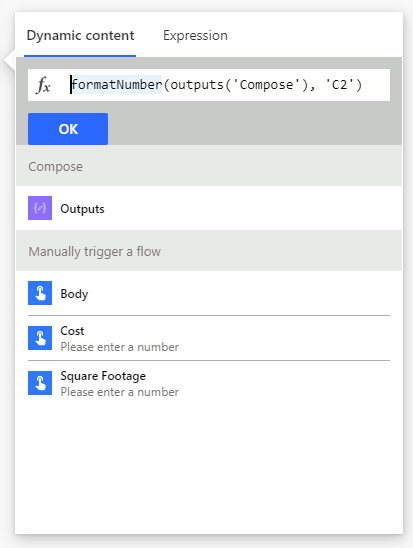 Dynamic content Expression
fx formatNumber(outputs('Compose'), 'C2')
OK
Compose
Outputs
Manually trigger a flow
Body
Cost
Please enter a number
Square Footage
Please enter a number